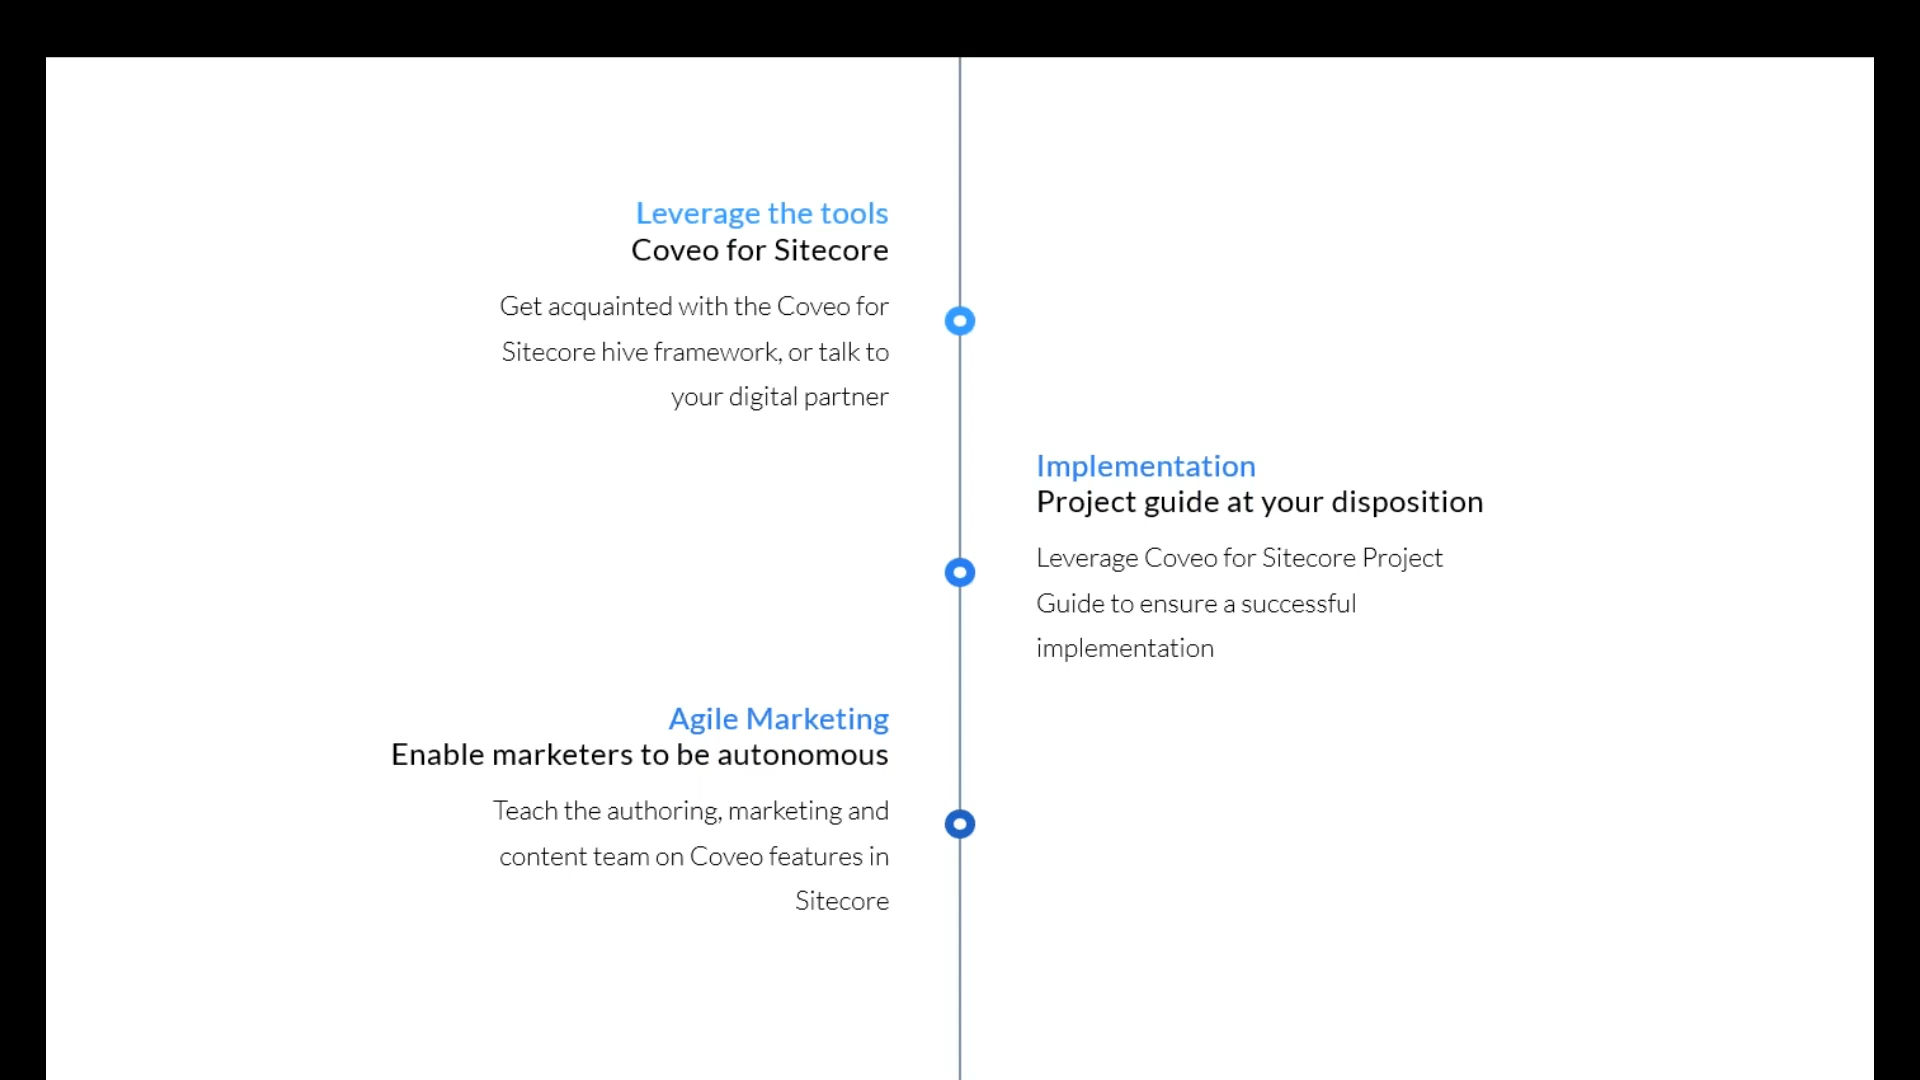 Leverage the tools
Coveo for Sitecore
Get acquainted with the Coveo for
Sitecore hive framework, or talk to
your digital partner
Implementation
Project guide at your disposition
Leverage Coveo for Sitecore Project
Guide to ensure a successful
implementation
Agile Marketing
Enable marketers to be autonomous
Teach the authoring, marketing and
content team on Coveo features in
Sitecore